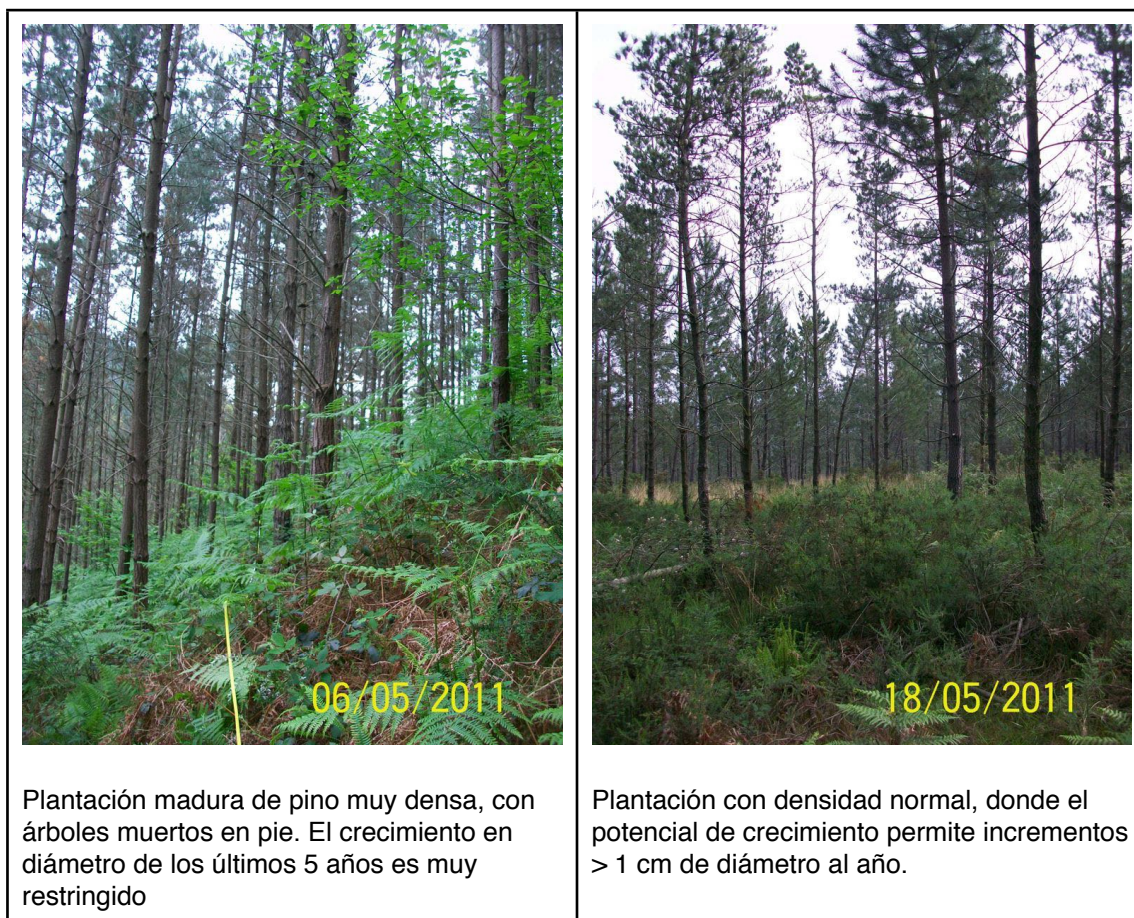 06/05/2011
18/05/2011
Plantación madura de pino muy densa, con
árboles muertos en pie. El crecimiento en
diámetro de los últimos 5 años es muy
restringido
Plantación con densidad normal, donde el
potencial de crecimiento permite incrementos
> 1 cm de diámetro al año.